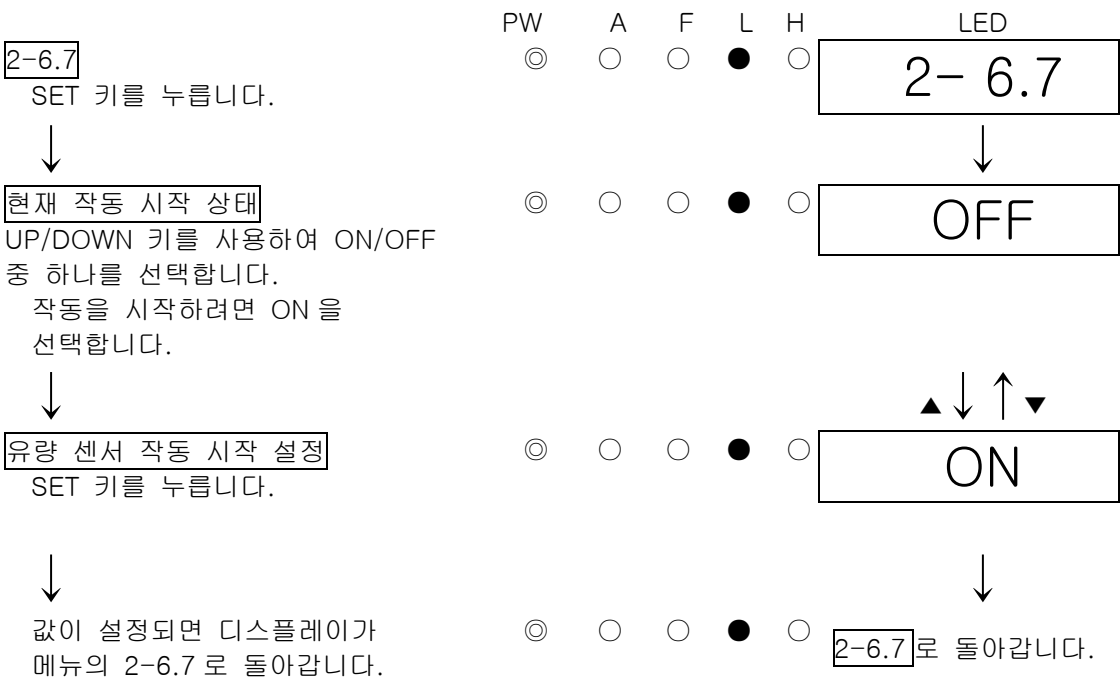 PW A F L H LED
2-6.7 ◎ ○ ○ ● ○ 2- 6.7
SET 키를 누릅니다.
↓ ↓
현재 작동 시작 상태 ◎ ○ ○ ● ○ OFF
UP/DOWN 키를 사용하여 ON/OFF
중 하나를 선택합니다.
작동을 시작하려면 ON 을
선택합니다.
↓ ▲↓ ↑▼
유량 센서 작동 시작 설정 ◎ ○ ○ ● ○ ON
SET 키를 누릅니다.
↓ ↓
값이 설정되면 디스플레이가 ◎ ○ ○ ● ○ 2-6.7 로 돌아갑니다.
메뉴의 2-6.7 로 돌아갑니다.